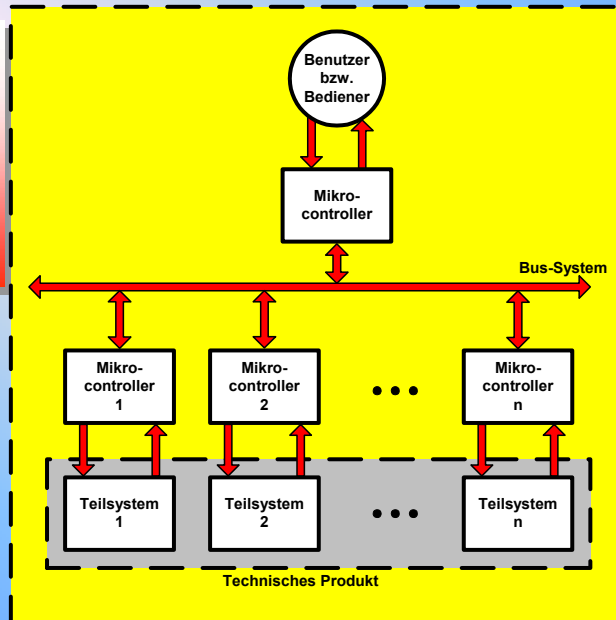 Benutzer
bzw.
Bediener
Mikro-
controller
Bus-System
Mikro-
controller
1
Mikro-
controller
2
Mikro-
controller
n
Teilsystem
1
Teilsystem
2
Teilsystem
n
Technisches Produkt